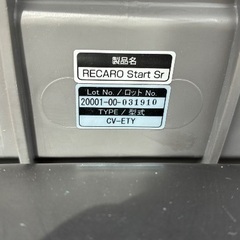 製品名
RECARO Start Sr
Lot No. / ロット No.
20001-00-031910
TYPE / 型式
CV-ETY